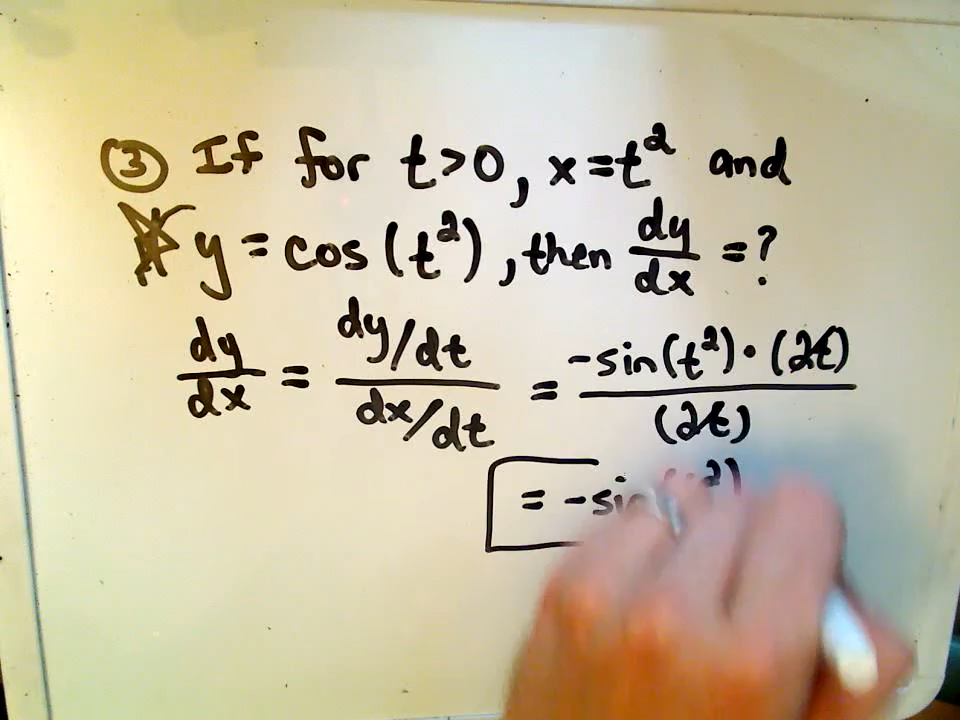 ③ If for t>0, x=t² and
y = cos(t²), then dy/dx = ?
dy/dx = (dy/dt)/(dx/dt) = (-sin(t²)·(2t))/(2t)
= -sin